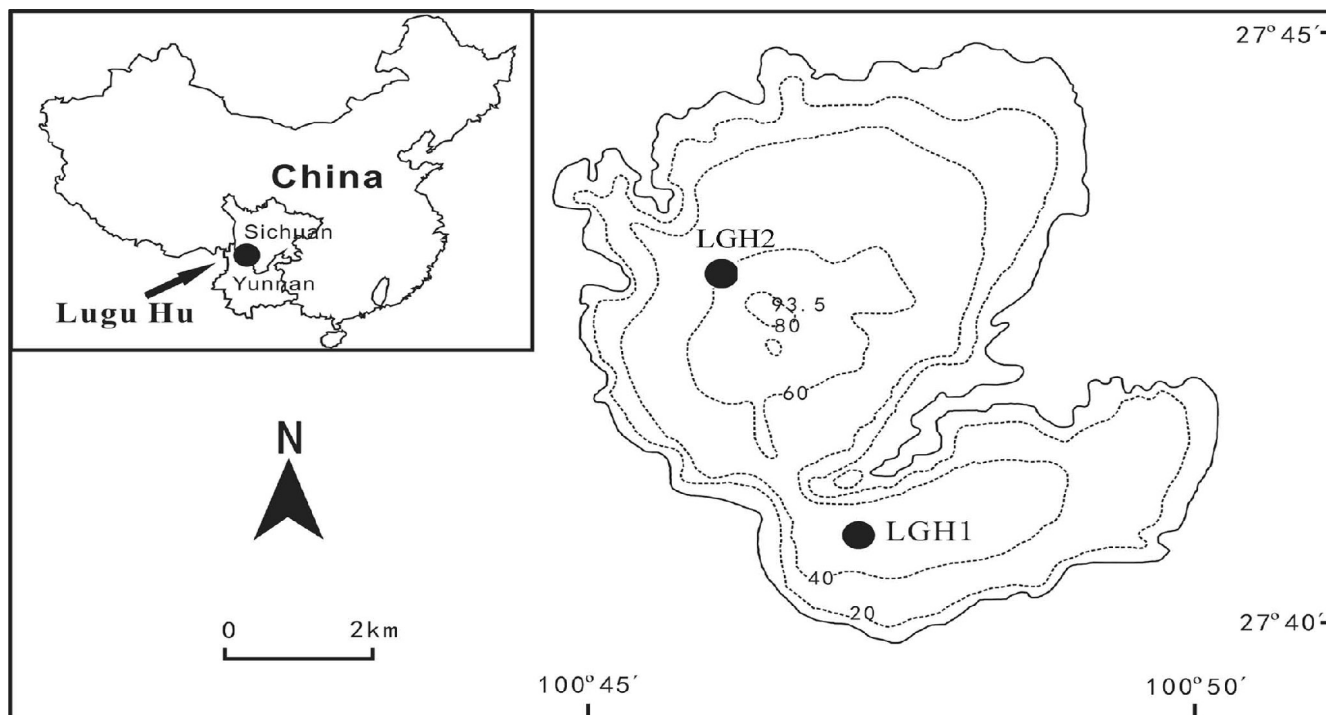 27°45′
China
Sichuan
Yunnan
Lugu Hu
LGH2
93.5
80
60
N
LGH1
40
20
0 2km
27°40′
100°45′ 100°50′